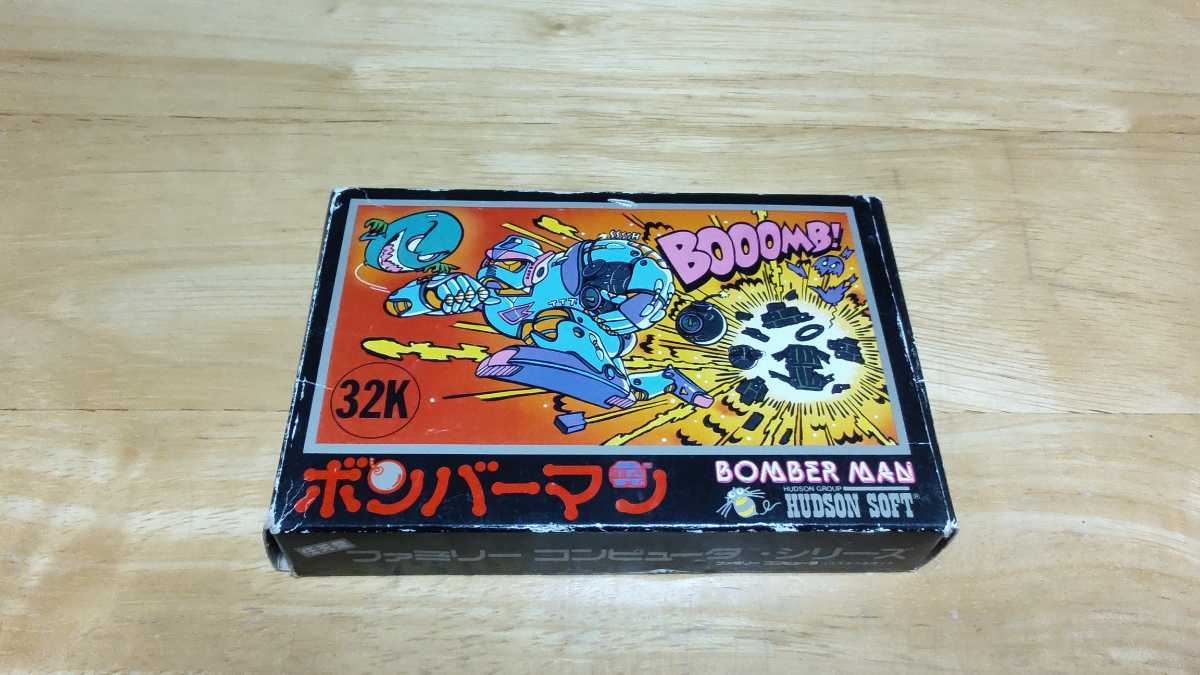 BOOOMB!
FSSSH
32K
ボンバーマン
BOMBER MAN
HUDSON GROUP
HUDSON SOFT®
ファミリー コンピュータ・シリーズ